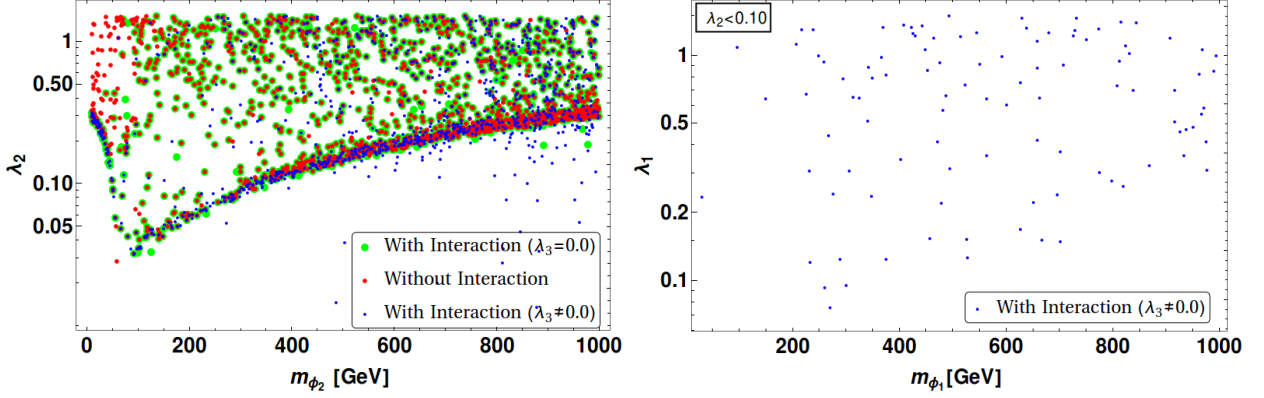 1
0.50
0.10
0.05
λ2
0 200 400 600 800 1000
mϕ2 [GeV]
With Interaction (λ3=0.0)
Without Interaction
With Interaction (λ3≠0.0)
λ2<0.10
1
0.5
0.2
0.1
λ1
200 400 600 800 1000
mϕ1[GeV]
With Interaction (λ3≠0.0)